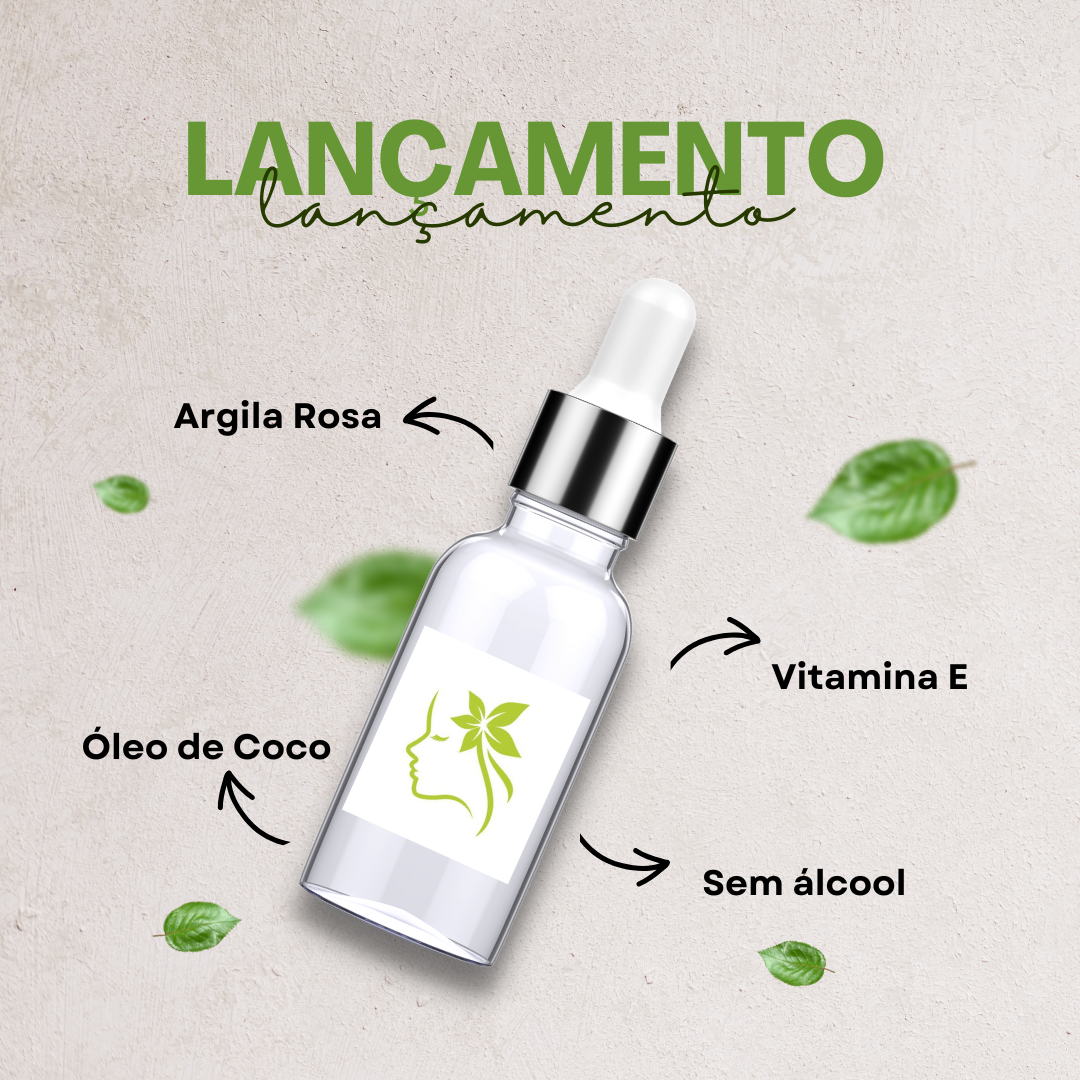 LANÇAMENTO
lançamento
Argila Rosa
Vitamina E
Óleo de Coco
Sem álcool